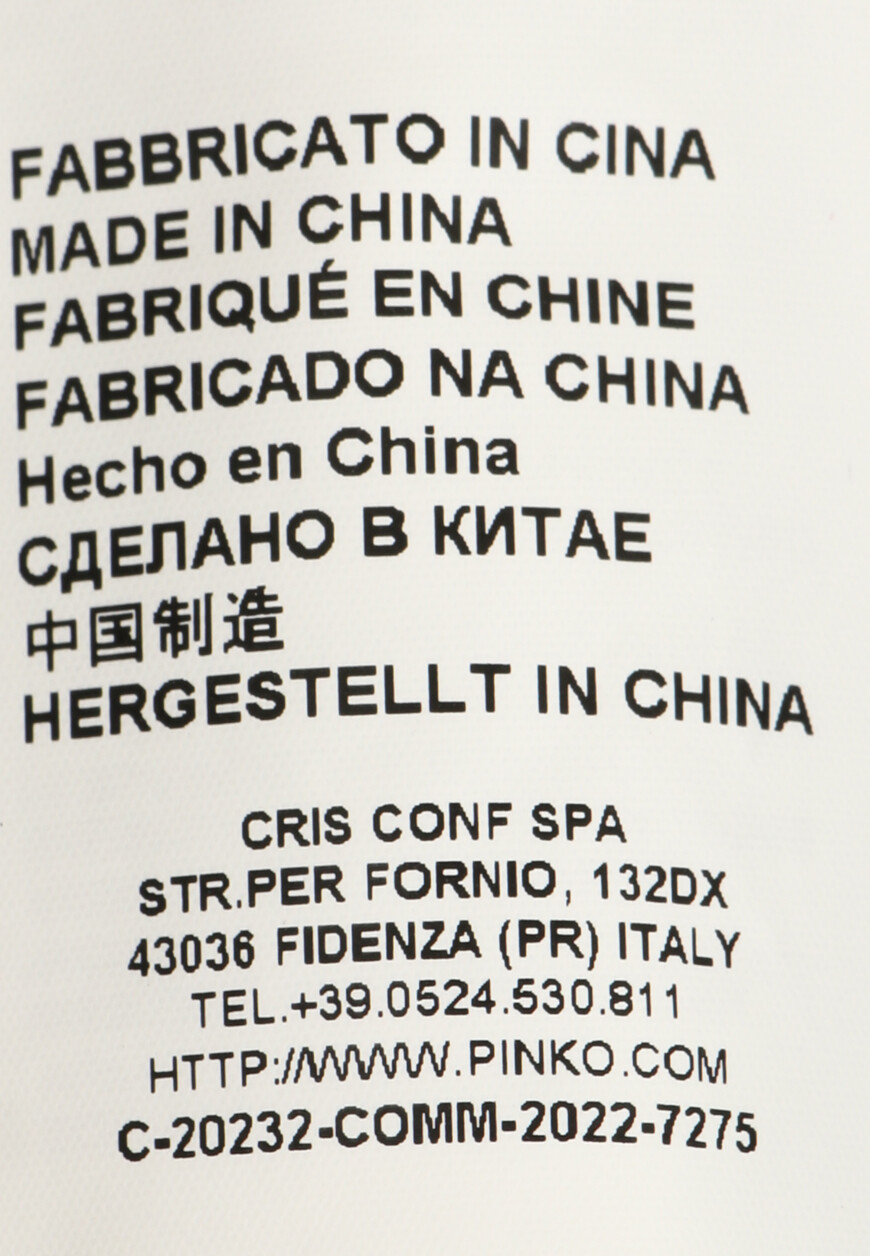 FABBRICATO IN CINA
MADE IN CHINA
FABRIQUÉ EN CHINE
FABRICADO NA CHINA
Hecho en China
СДЕЛАНО В КИТАЕ
中国制造
HERGESTELLT IN CHINA
CRIS CONF SPA
STR.PER FORNIO, 132DX
43036 FIDENZA (PR) ITALY
TEL.+39.0524.530.811
HTTP://WWW.PINKO.COM
C-20232-COMM-2022-7275